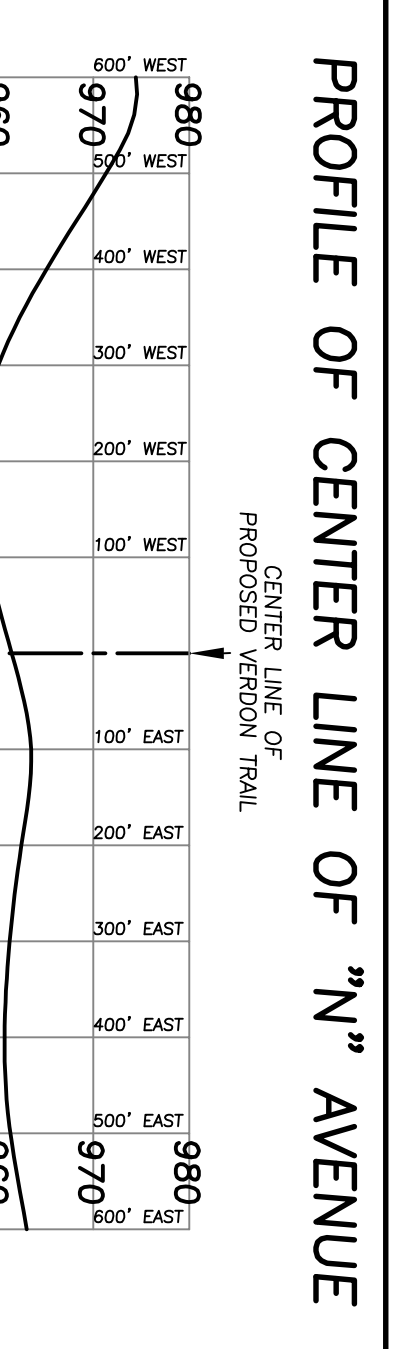 PROFILE OF CENTER LINE OF "N" AVENUE
CENTER LINE OF
PROPOSED VERDON TRAIL
980
980
970
970
960
960
600' WEST
500' WEST
400' WEST
300' WEST
200' WEST
100' WEST
100' EAST
200' EAST
300' EAST
400' EAST
500' EAST
600' EAST